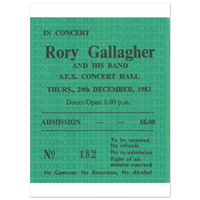 IN CONCERT
Rory Gallagher
AND HIS BAND
S.F.X. CONCERT HALL
THURS, 29th DECEMBER, 1983
Doors Open 8.00 p.m.
ADMISSION — — £6.00
To be retained
No refunds
No re-admission
Right of ad-
mission reserved
No 182
No Cameras, No Recorders, No Alcohol